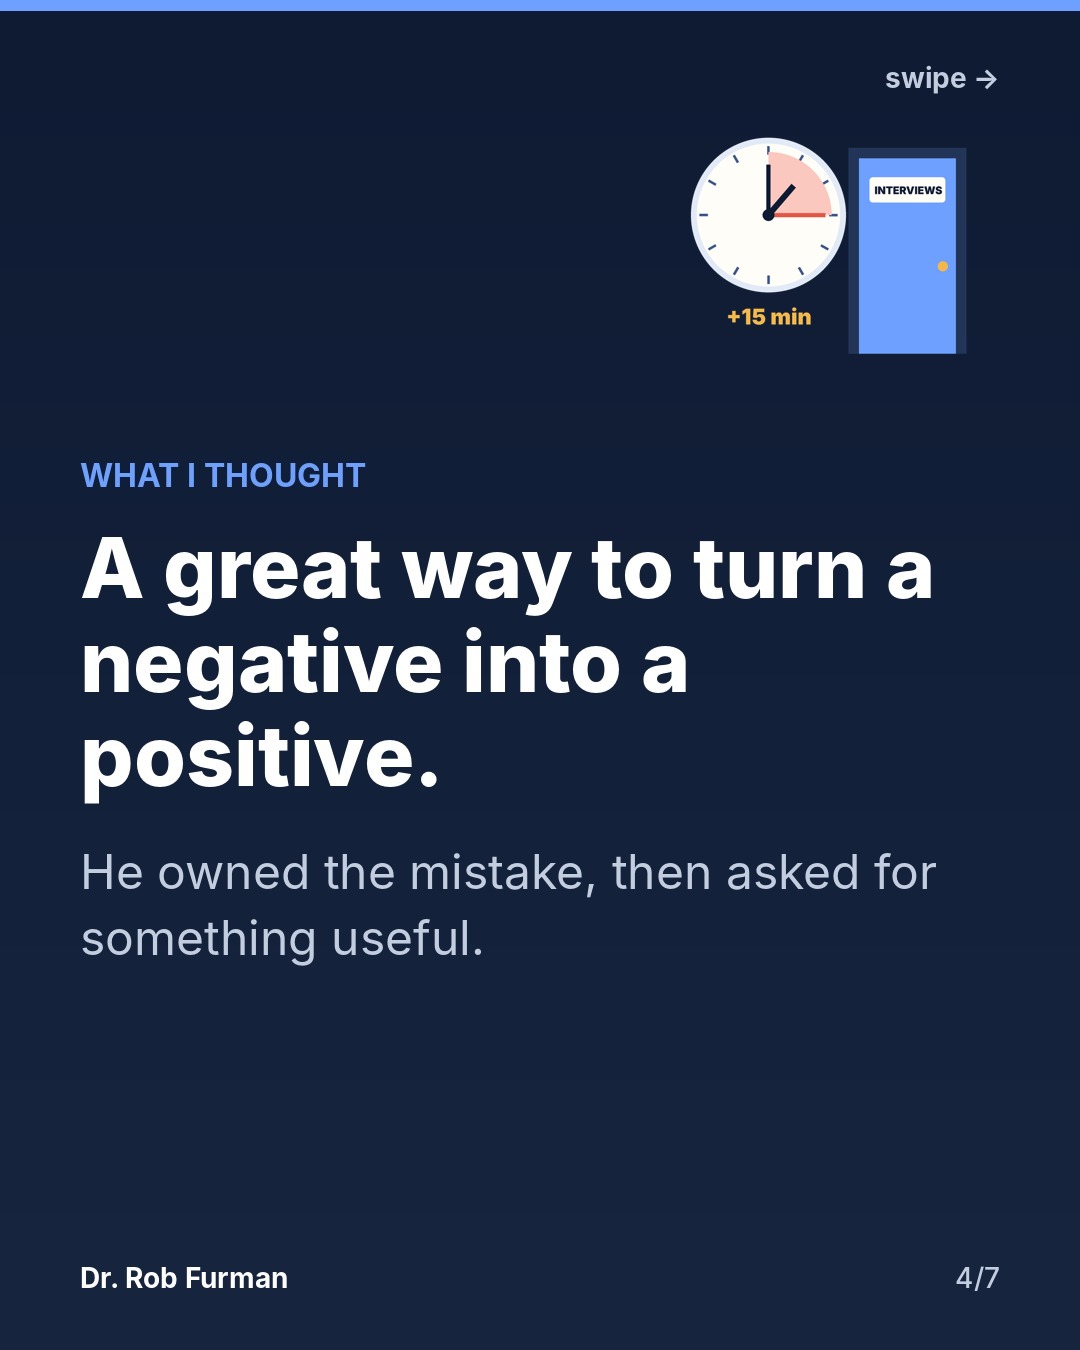 swipe →
INTERVIEWS
+15 min
WHAT I THOUGHT
A great way to turn a
negative into a
positive.
He owned the mistake, then asked for
something useful.
Dr. Rob Furman
4/7